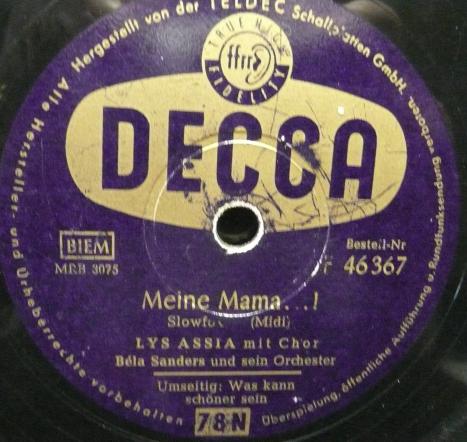 Alle Hersteller- und Urheberrechte vorbehalten
Hergestellt von der TELDEC Schallplatten GmbH.
Überspielung, öffentliche Aufführung u. Rundfunksendung verboten.
TRUE HIGH
ffrr
FIDELITY
DECCA
BIEM
MRB 3075
Bestell-Nr
F 46367
Meine Mama...!
(Midi)
LYS ASSIA mit Chor
Béla Sanders und sein Orchester
Umseitig: Was kann
schöner sein
78 N